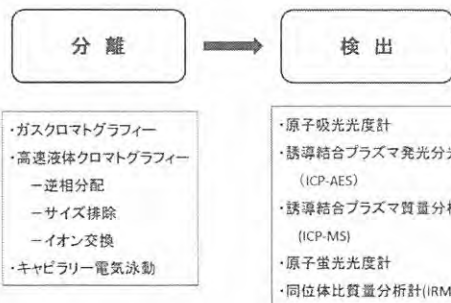 分離
検出
・ガスクロマトグラフィー
・高速液体クロマトグラフィー
－逆相分配
－サイズ排除
－イオン交換
・キャピラリー電気泳動
・原子吸光光度計
・誘導結合プラズマ発光分光
（ICP-AES）
・誘導結合プラズマ質量分析
(ICP-MS)
・原子蛍光光度計
・同位体比質量分析計(IRM